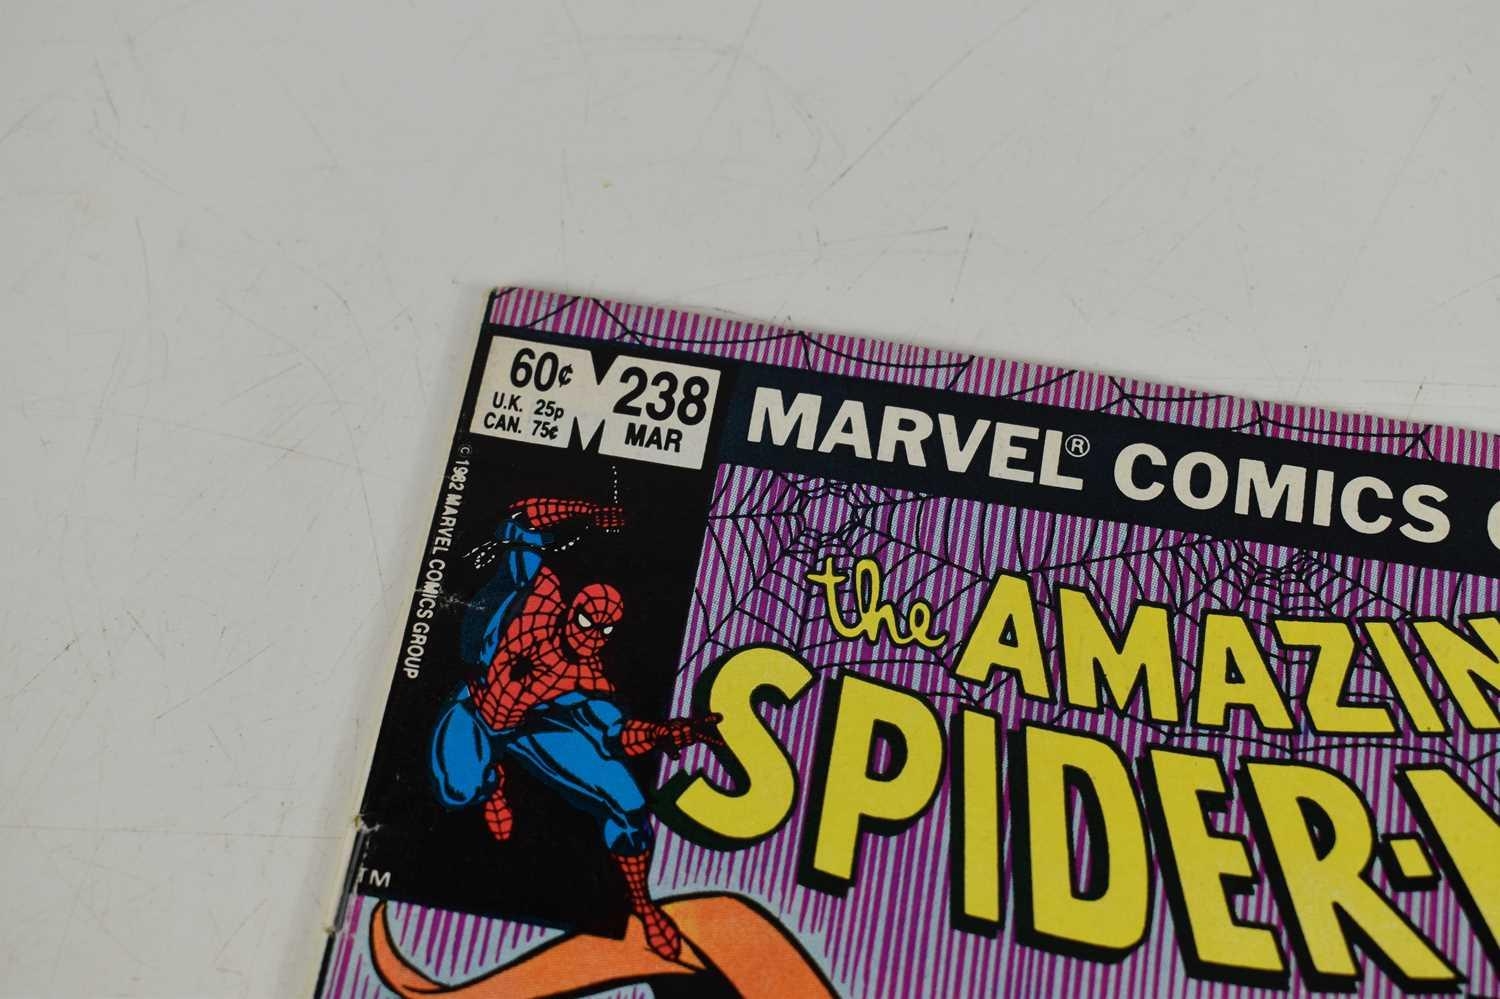 60¢
U.K. 25p
CAN. 75¢
238
MAR
MARVEL® COMICS
© 1982 MARVEL COMICS GROUP
the AMAZIN
SPIDER-
TM